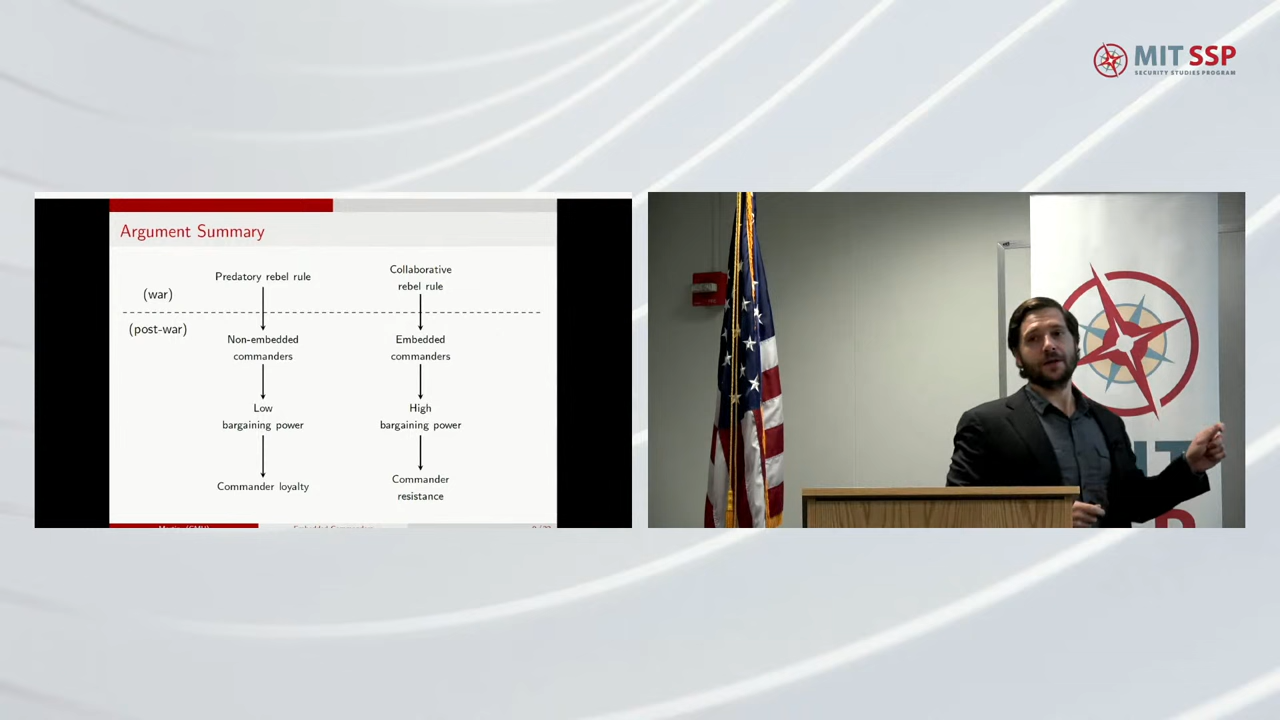 MIT SSP
SECURITY STUDIES PROGRAM
Argument Summary
Predatory rebel rule
Collaborative
rebel rule
(war)
(post-war)
Non-embedded
commanders
Embedded
commanders
Low
bargaining power
High
bargaining power
Commander loyalty
Commander
resistance